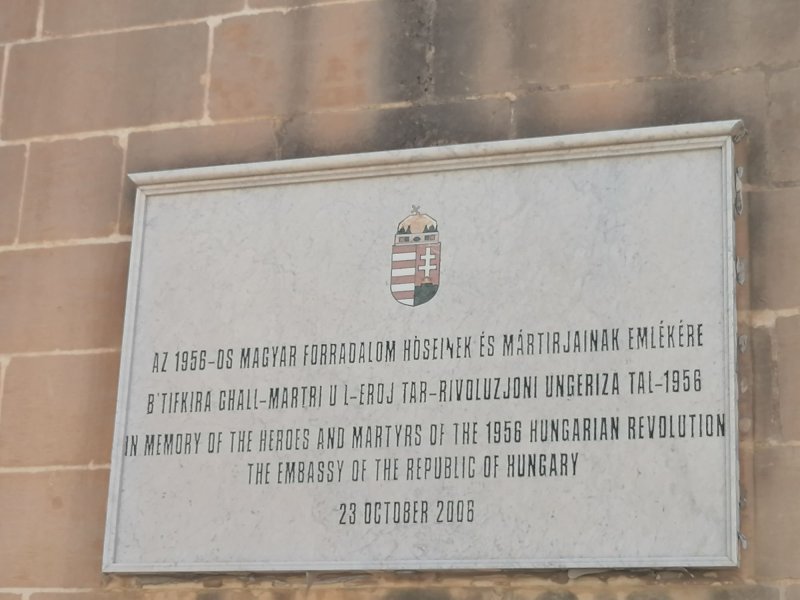 AZ 1956-OS MAGYAR FORRADALOM HŐSEINEK ÉS MÁRTIRJAINAK EMLÉKÉRE
B'TIFKIRA GHALL-MARTRI U L-EROJ TAR-RIVOLUZJONI UNGERIZA TAL-1956
IN MEMORY OF THE HEROES AND MARTYRS OF THE 1956 HUNGARIAN REVOLUTION
THE EMBASSY OF THE REPUBLIC OF HUNGARY
23 OCTOBER 2006